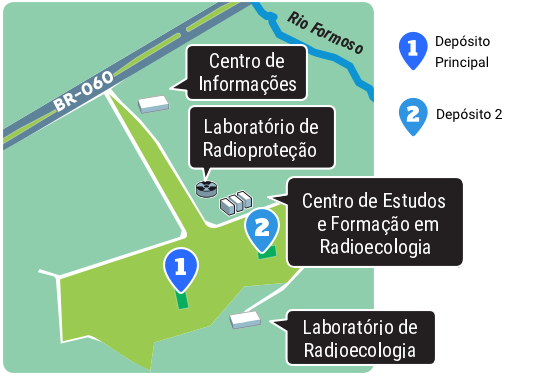 Rio Formoso
BR-060
Centro de
Informações
Laboratório de
Radioproteção
Centro de Estudos
e Formação em
Radioecologia
2
1
Laboratório de
Radioecologia
1
Depósito
Principal
2
Depósito 2